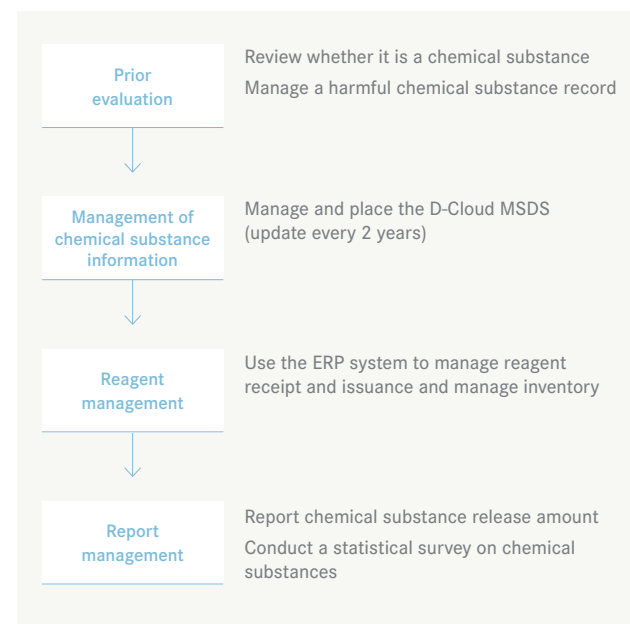 Prior
evaluation
Review whether it is a chemical substance
Manage a harmful chemical substance record
Management of
chemical substance
information
Manage and place the D-Cloud MSDS
(update every 2 years)
Reagent
management
Use the ERP system to manage reagent
receipt and issuance and manage inventory
Report
management
Report chemical substance release amount
Conduct a statistical survey on chemical
substances